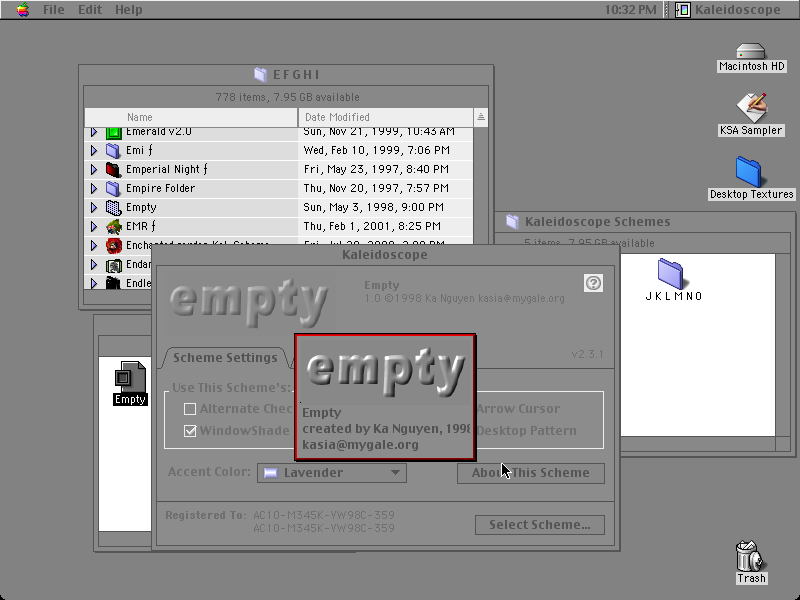 File Edit Help
10:32 PM Kaleidoscope
EFGHI
778 items, 7.95 GB available
Name Date Modified
Emerald v2.0 Sun, Nov 21, 1999, 10:43 AM
Emi ƒ Wed, Feb 10, 1999, 7:06 PM
Emperial Night ƒ Fri, May 23, 1997, 8:40 PM
Empire Folder Thu, Nov 20, 1997, 7:57 PM
Empty Sun, May 3, 1998, 9:00 PM
EMR ƒ Thu, Feb 1, 2001, 8:25 PM
Endle
Macintosh HD
KSA Sampler
Desktop Textures
Kaleidoscope Schemes
5 items, 7.95 GB available
JKLMNO
Empty
Kaleidoscope
empty
Empty
1.0 ©1998 Ka Nguyen kasia@mygale.org
v2.3.1
Scheme Settings
Use This Scheme's:
Alternate Chec
Arrow Cursor
WindowShade
Desktop Pattern
empty
Empty
created by Ka Nguyen, 1998
kasia@mygale.org
Accent Color: Lavender
About This Scheme
Registered To: AC10-M345K-YW98C-359
AC10-M345K-YW98C-359
Select Scheme...
Trash